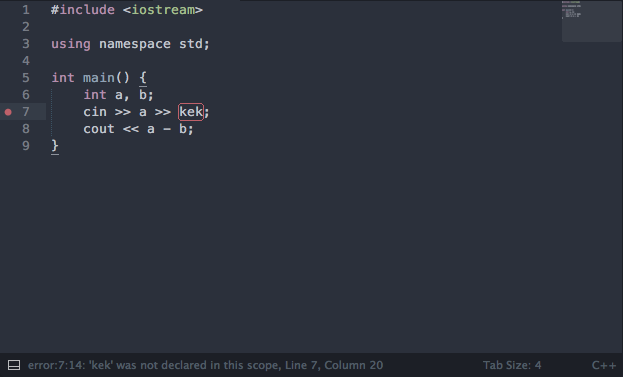 1 #include <iostream>
2
3 using namespace std;
4
5 int main() {
6     int a, b;
7     cin >> a >> kek;
8     cout << a - b;
9 }
error:7:14: 'kek' was not declared in this scope, Line 7, Column 20 Tab Size: 4 C++